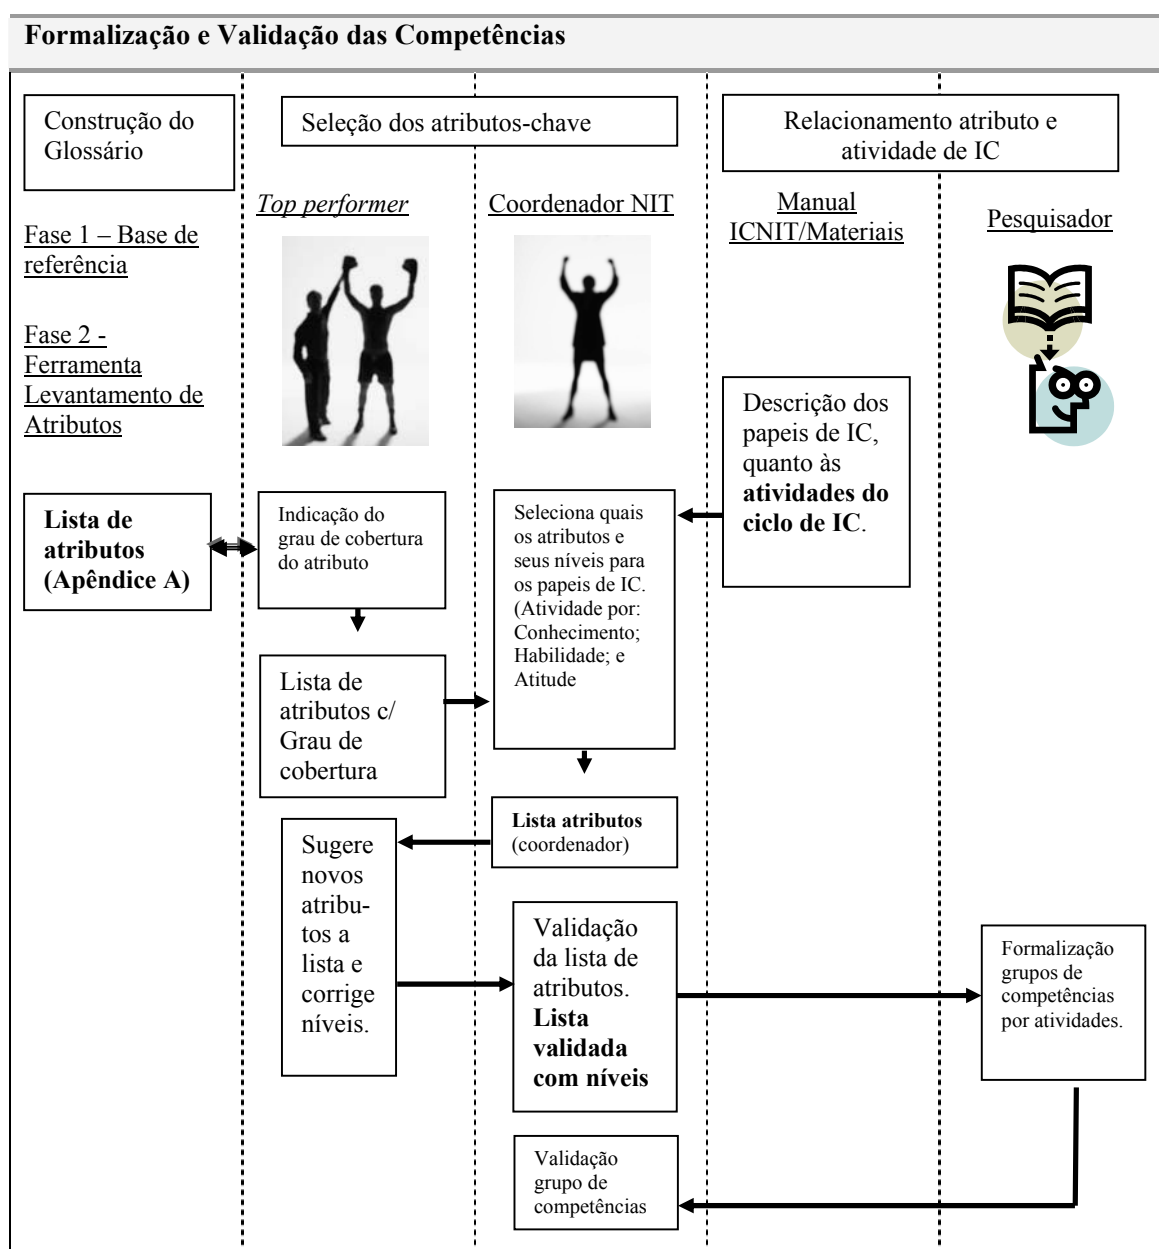 Formalização e Validação das Competências
Construção do
Glossário
Seleção dos atributos-chave
Relacionamento atributo e
atividade de IC
Fase 1 – Base de
referência
Fase 2 -
Ferramenta
Levantamento de
Atributos
Top performer
Coordenador NIT
Manual
ICNIT/Materiais
Pesquisador
Descrição dos
papeis de IC,
quanto às
atividades do
ciclo de IC.
Lista de
atributos
(Apêndice A)
Indicação do
grau de cobertura
do atributo
Seleciona quais
os atributos e
seus níveis para
os papeis de IC.
(Atividade por:
Conhecimento;
Habilidade; e
Atitude
Lista de
atributos c/
Grau de
cobertura
Lista atributos
(coordenador)
Sugere
novos
atribu-
tos a
lista e
corrige
níveis.
Validação
da lista de
atributos.
Lista
validada
com níveis
Formalização
grupos de
competências
por atividades.
Validação
grupo de
competências